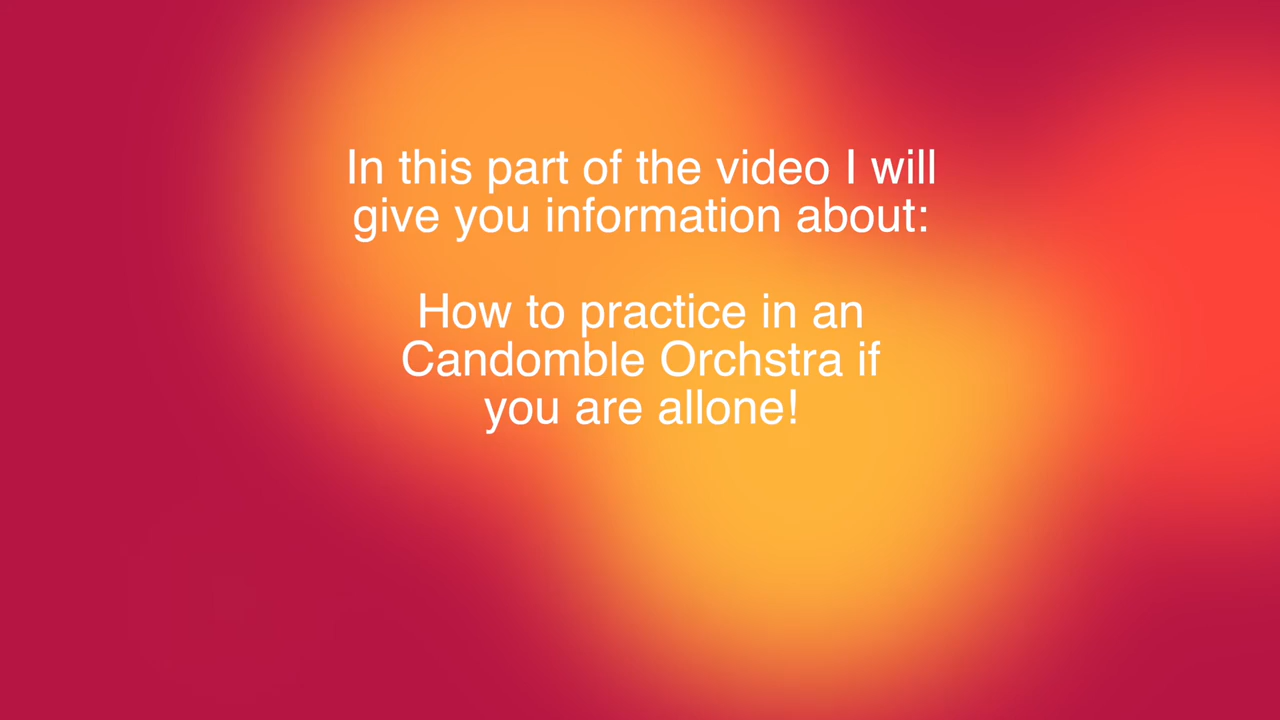 In this part of the video I will
give you information about:
How to practice in an
Candomble Orchstra if
you are allone!